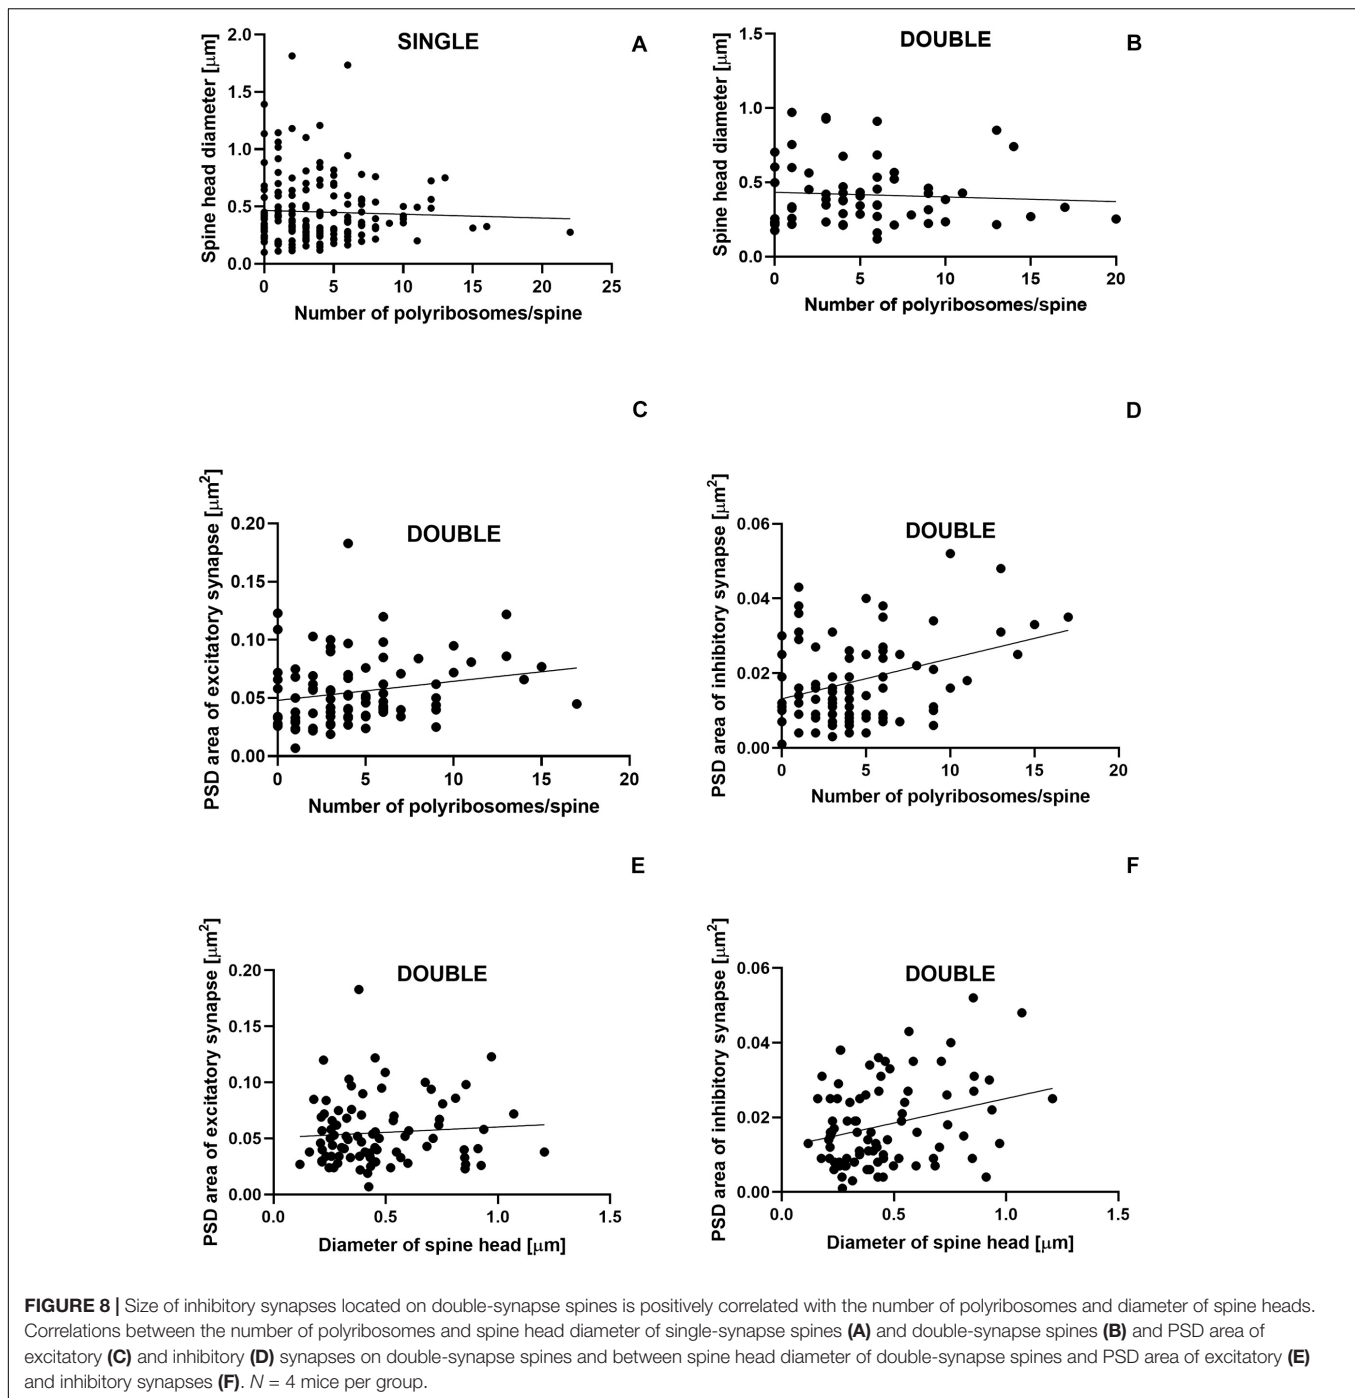 SINGLE
A
Spine head diameter [μm]
2.0
1.5
1.0
0.5
0.0
0 5 10 15 20 25
Number of polyribosomes/spine
DOUBLE
B
Spine head diameter [μm]
1.5
1.0
0.5
0.0
0 5 10 15 20
Number of polyribosomes/spine
C
DOUBLE
PSD area of excitatory synapse [μm²]
0.20
0.15
0.10
0.05
0.00
0 5 10 15 20
Number of polyribosomes/spine
D
DOUBLE
PSD area of inhibitory synapse [μm²]
0.06
0.04
0.02
0.00
0 5 10 15 20
Number of polyribosomes/spine
E
DOUBLE
PSD area of excitatory synapse [μm²]
0.20
0.15
0.10
0.05
0.00
0.0 0.5 1.0 1.5
Diameter of spine head [μm]
F
DOUBLE
PSD area of inhibitory synapse [μm²]
0.06
0.04
0.02
0.00
0.0 0.5 1.0 1.5
Diameter of spine head [μm]
FIGURE 8 | Size of inhibitory synapses located on double-synapse spines is positively correlated with the number of polyribosomes and diameter of spine heads.
Correlations between the number of polyribosomes and spine head diameter of single-synapse spines (A) and double-synapse spines (B) and PSD area of
excitatory (C) and inhibitory (D) synapses on double-synapse spines and between spine head diameter of double-synapse spines and PSD area of excitatory (E)
and inhibitory synapses (F). N = 4 mice per group.